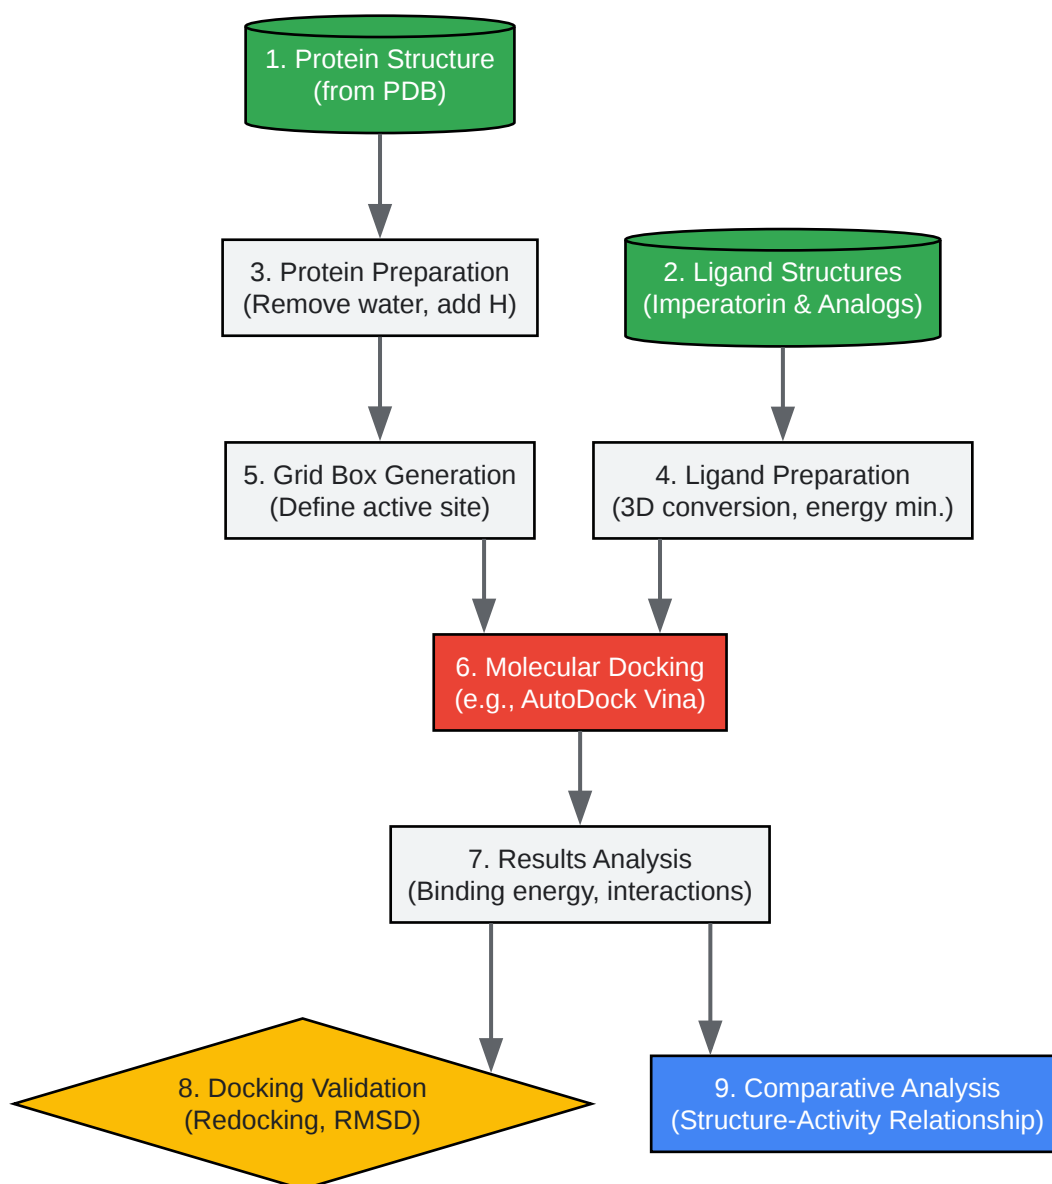 1. Protein Structure
(from PDB)
3. Protein Preparation
(Remove water, add H)
2. Ligand Structures
(Imperatorin & Analogs)
5. Grid Box Generation
(Define active site)
4. Ligand Preparation
(3D conversion, energy min.)
6. Molecular Docking
(e.g., AutoDock Vina)
7. Results Analysis
(Binding energy, interactions)
8. Docking Validation
(Redocking, RMSD)
9. Comparative Analysis
(Structure-Activity Relationship)